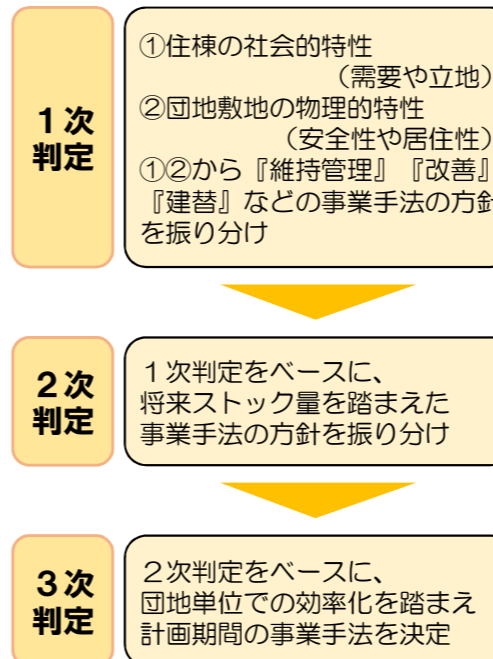 1次
判定
①住棟の社会的特性
（需要や立地）
②団地敷地の物理的特性
（安全性や居住性）
①②から『維持管理』『改善』
『建替』などの事業手法の方針
を振り分け
２次
判定
１次判定をベースに、
将来ストック量を踏まえた
事業手法の方針を振り分け
３次
判定
２次判定をベースに、
団地単位での効率化を踏まえ
計画期間の事業手法を決定